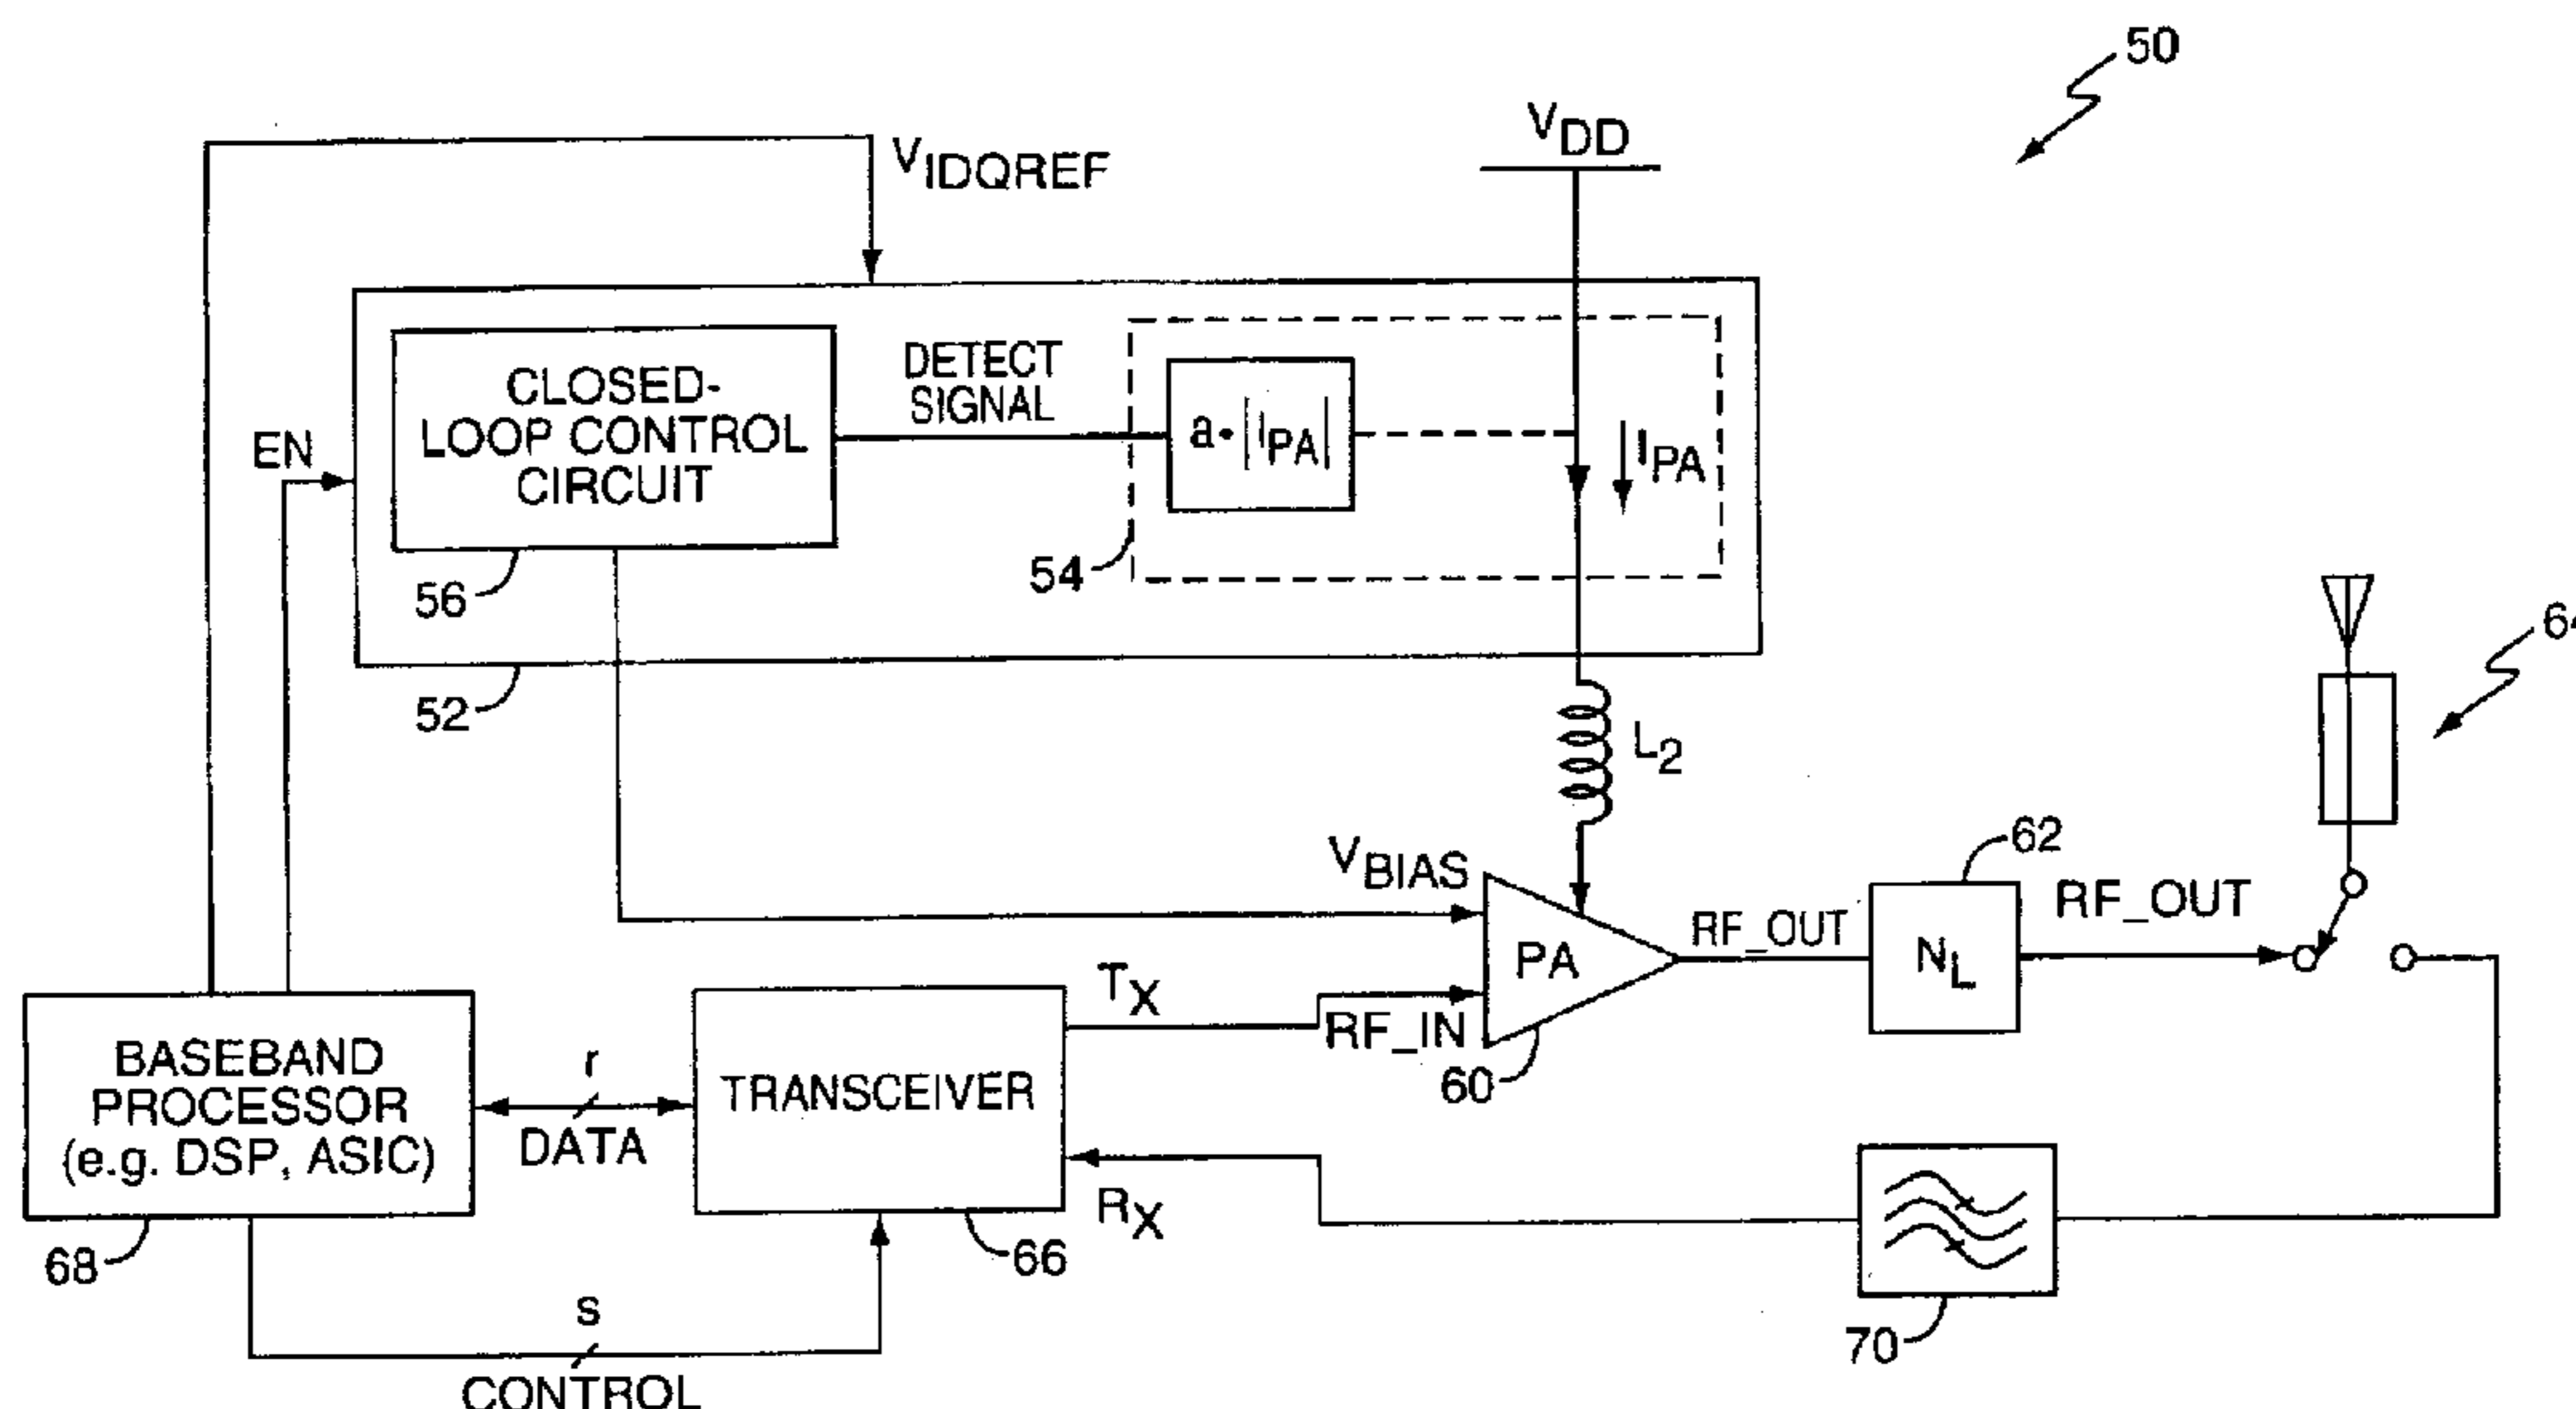 50
VDD
VIDQREF
CLOSED-
LOOP CONTROL
CIRCUIT
DETECT
SIGNAL
a•|IPA|
IPA
EN
54
56
52
L2
64
62
VBIAS
RF_OUT
RF_OUT
PA
NL
TX
RF_IN
60
BASEBAND
PROCESSOR
(e.g. DSP, ASIC)
r
DATA
TRANSCEIVER
RX
68
66
s
CONTROL
70